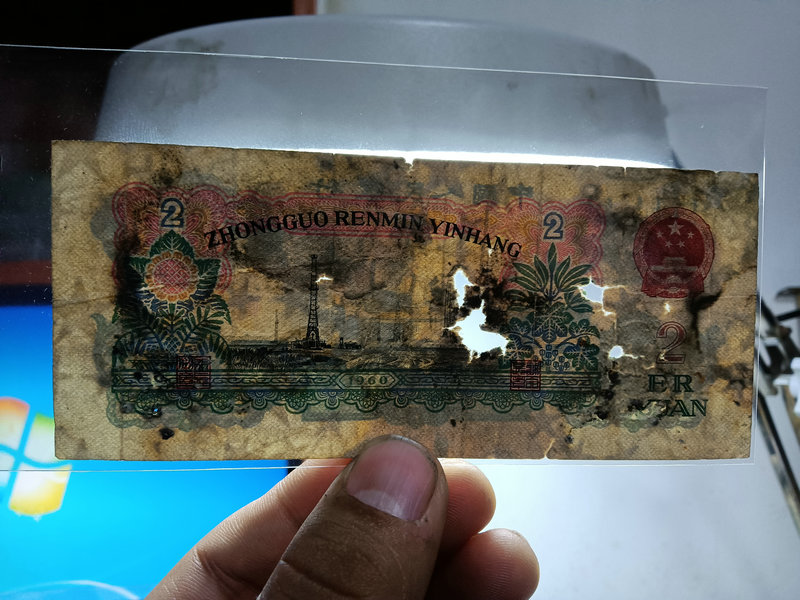 2
2
ZHONGGUO RENMIN YINHANG
2
1960
ER
YUAN